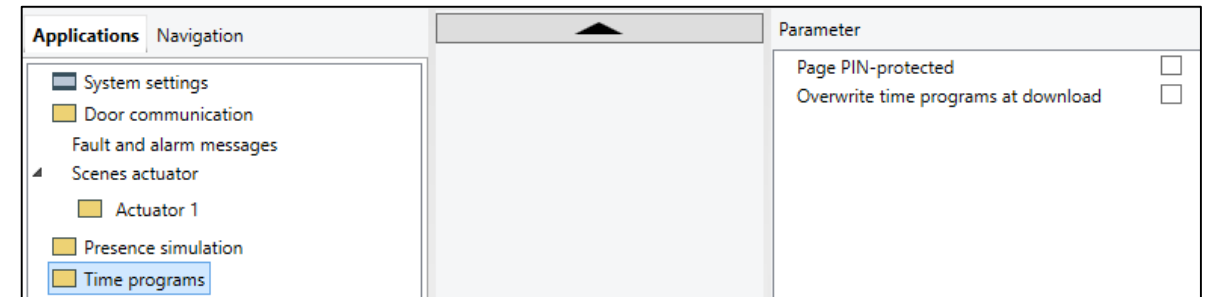 Applications Navigation
System settings
Door communication
Fault and alarm messages
Scenes actuator
Actuator 1
Presence simulation
Time programs
Parameter
Page PIN-protected
Overwrite time programs at download